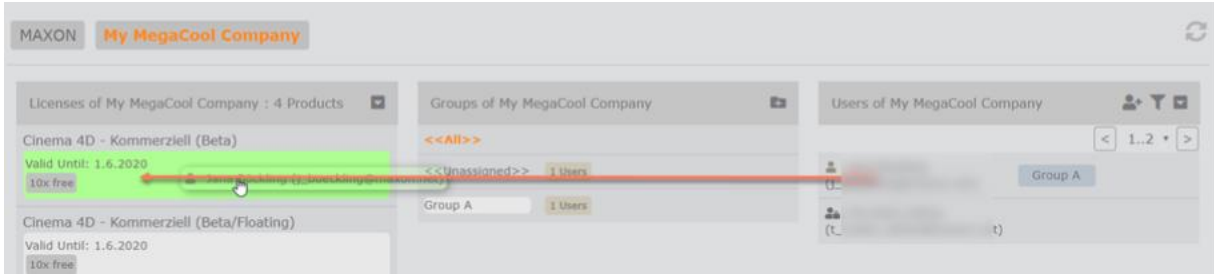 MAXON My MegaCool Company
Licenses of My MegaCool Company : 4 Products
Cinema 4D - Kommerziell (Beta)
Valid Until: 1.6.2020
10x free
Cinema 4D - Kommerziell (Beta/Floating)
Valid Until: 1.6.2020
10x free
Groups of My MegaCool Company
<<All>>
<<Unassigned>> 1 Users
Group A 1 Users
Users of My MegaCool Company
< 1..2 >
Group A
(t_ t)